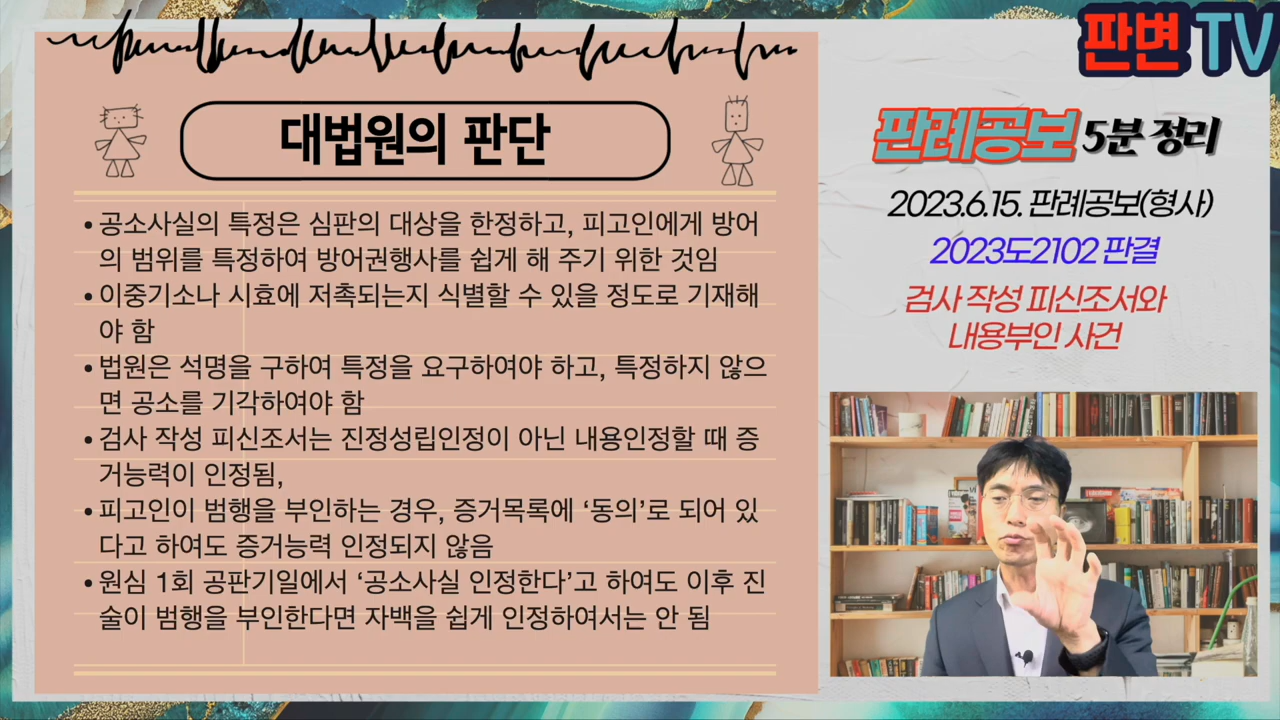 판변 TV
대법원의 판단
• 공소사실의 특정은 심판의 대상을 한정하고, 피고인에게 방어
의 범위를 특정하여 방어권행사를 쉽게 해 주기 위한 것임
• 이중기소나 시효에 저촉되는지 식별할 수 있을 정도로 기재해
야 함
• 법원은 석명을 구하여 특정을 요구하여야 하고, 특정하지 않으
면 공소를 기각하여야 함
• 검사 작성 피신조서는 진정성립인정이 아닌 내용인정할 때 증
거능력이 인정됨,
• 피고인이 범행을 부인하는 경우, 증거목록에 ‘동의’로 되어 있
다고 하여도 증거능력 인정되지 않음
• 원심 1회 공판기일에서 ‘공소사실 인정한다’고 하여도 이후 진
술이 범행을 부인한다면 자백을 쉽게 인정하여서는 안 됨
판례공보 5분 정리
2023.6.15. 판례공보(형사)
2023도2102 판결
검사 작성 피신조서와
내용부인 사건